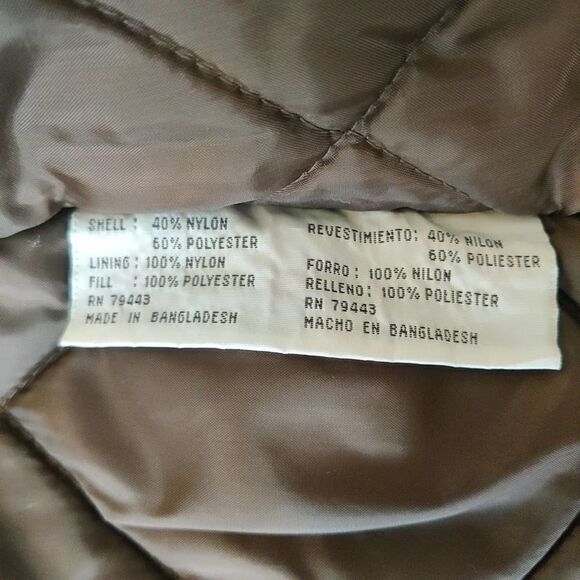 SHELL : 40% NYLON
60% POLYESTER
LINING : 100% NYLON
FILL : 100% POLYESTER
RN 79443
MADE IN BANGLADESH
REVESTIMIENTO: 40% NILON
60% POLIESTER
FORRO : 100% NILON
RELLENO : 100% POLIESTER
RN 79443
MACHO EN BANGLADESH